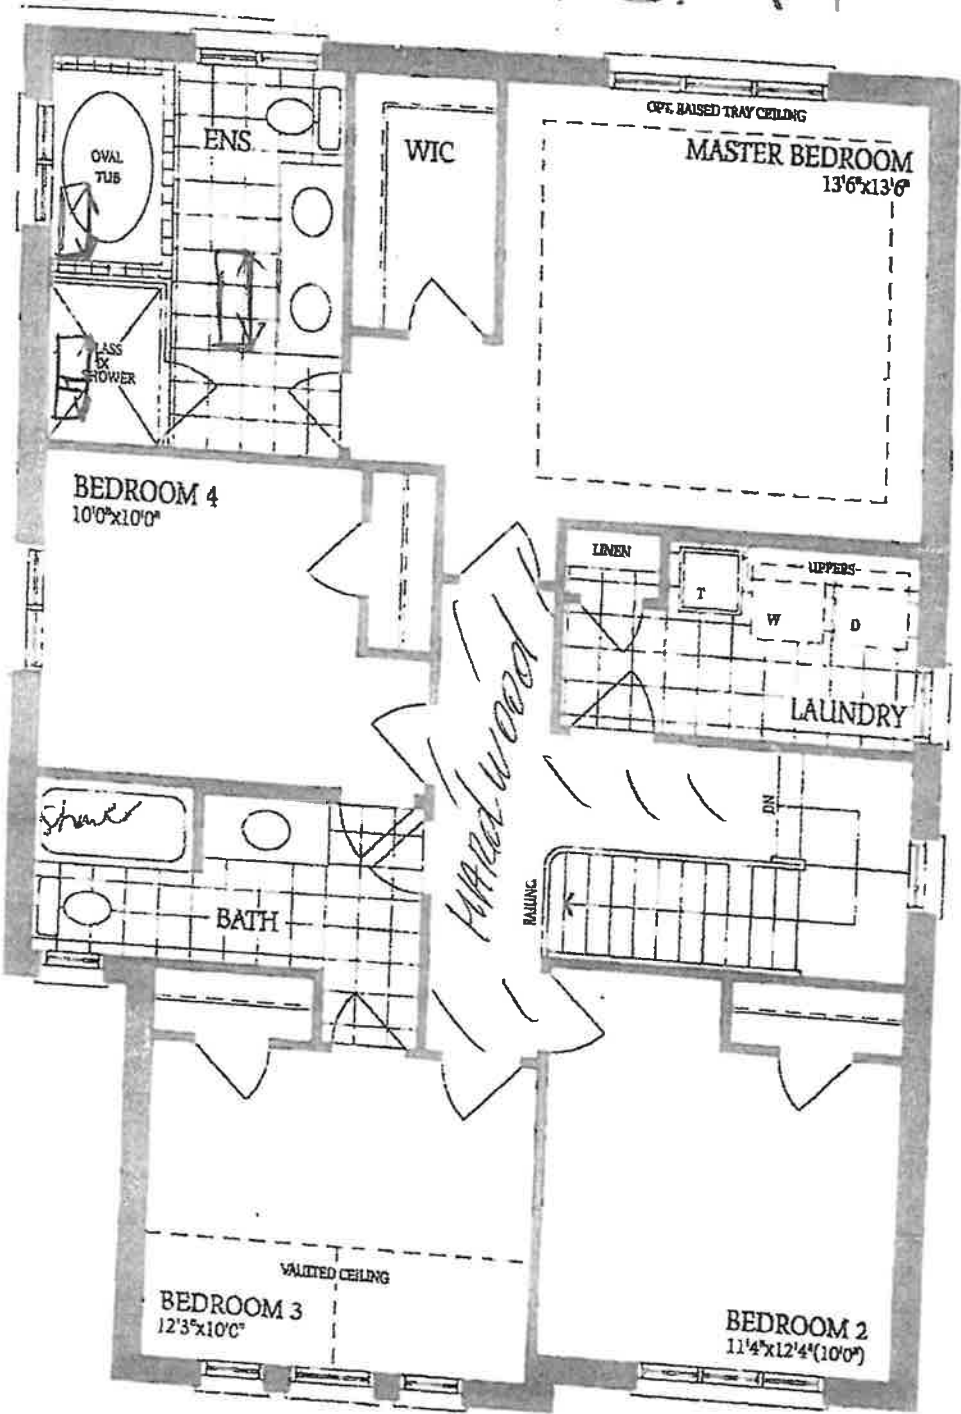 OPT. RAISED TRAY CEILING
MASTER BEDROOM
13'6"x13'6"
ENS.
WIC
OVAL
TUB
GLASS
SHOWER
BEDROOM 4
10'0"x10'0"
LINEN
UPPERS
T
W
D
LAUNDRY
HARdwood
DN
RAILING
Shower
BATH
VAULTED CEILING
BEDROOM 3
12'3"x10'0"
BEDROOM 2
11'4"x12'4"(10'0")